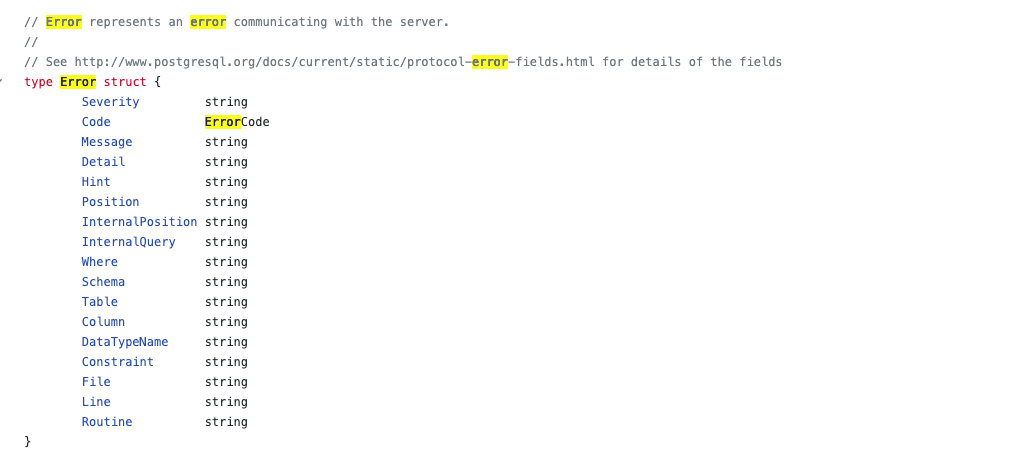 // Error represents an error communicating with the server.
//
// See http://www.postgresql.org/docs/current/static/protocol-error-fields.html for details of the fields
type Error struct {
Severity string
Code ErrorCode
Message string
Detail string
Hint string
Position string
InternalPosition string
InternalQuery string
Where string
Schema string
Table string
Column string
DataTypeName string
Constraint string
File string
Line string
Routine string
}